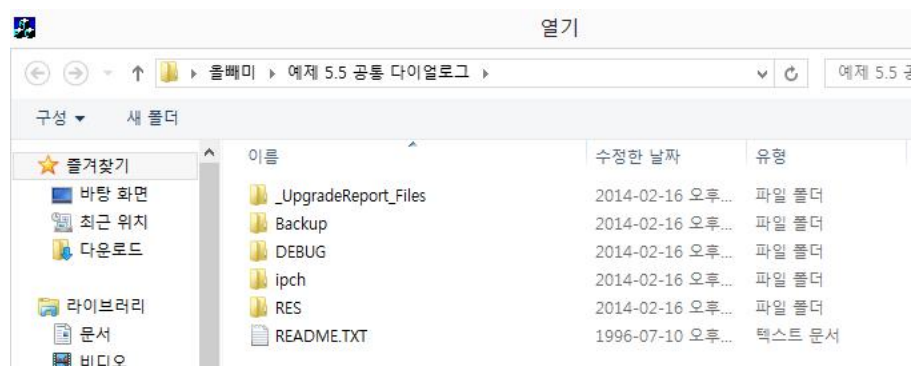 열기
올빼미 ▸ 예제 5.5 공통 다이얼로그 ▸ 예제 5.5
구성 새 폴더
즐겨찾기
바탕 화면
최근 위치
다운로드
라이브러리
문서
비디오
이름 수정한 날짜 유형
_UpgradeReport_Files 2014-02-16 오후... 파일 폴더
Backup 2014-02-16 오후... 파일 폴더
DEBUG 2014-02-16 오후... 파일 폴더
ipch 2014-02-16 오후... 파일 폴더
RES 2014-02-16 오후... 파일 폴더
README.TXT 1996-07-10 오후... 텍스트 문서